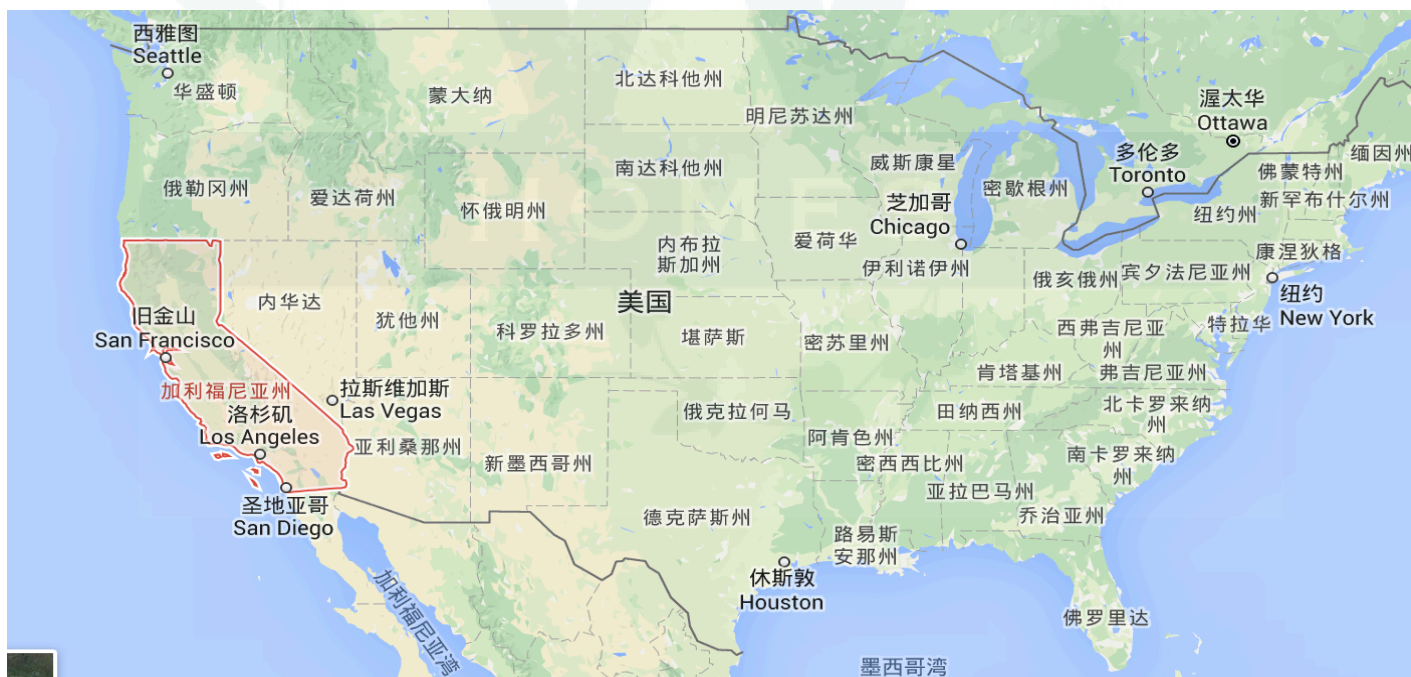 西雅图
Seattle
华盛顿
蒙大纳
北达科他州
明尼苏达州
渥太华
Ottawa
多伦多
Toronto
缅因州
佛蒙特州
新罕布什尔州
纽约州
俄勒冈州
爱达荷州
怀俄明州
南达科他州
威斯康星
密歇根州
芝加哥
Chicago
HOME
内布拉
斯加州
爱荷华
伊利诺伊州
俄亥俄州
宾夕法尼亚州
康涅狄格
纽约
New York
内华达
犹他州
美国
科罗拉多州
堪萨斯
密苏里州
西弗吉尼亚
州
特拉华
旧金山
San Francisco
加利福尼亚州
拉斯维加斯
Las Vegas
肯塔基州
弗吉尼亚州
洛杉矶
Los Angeles
亚利桑那州
新墨西哥州
俄克拉何马
阿肯色州
田纳西州
北卡罗来纳
州
密西西比州
南卡罗来纳
州
亚拉巴马州
乔治亚州
圣地亚哥
San Diego
德克萨斯州
路易斯
安那州
休斯敦
Houston
佛罗里达
加利福尼亚湾
墨西哥湾